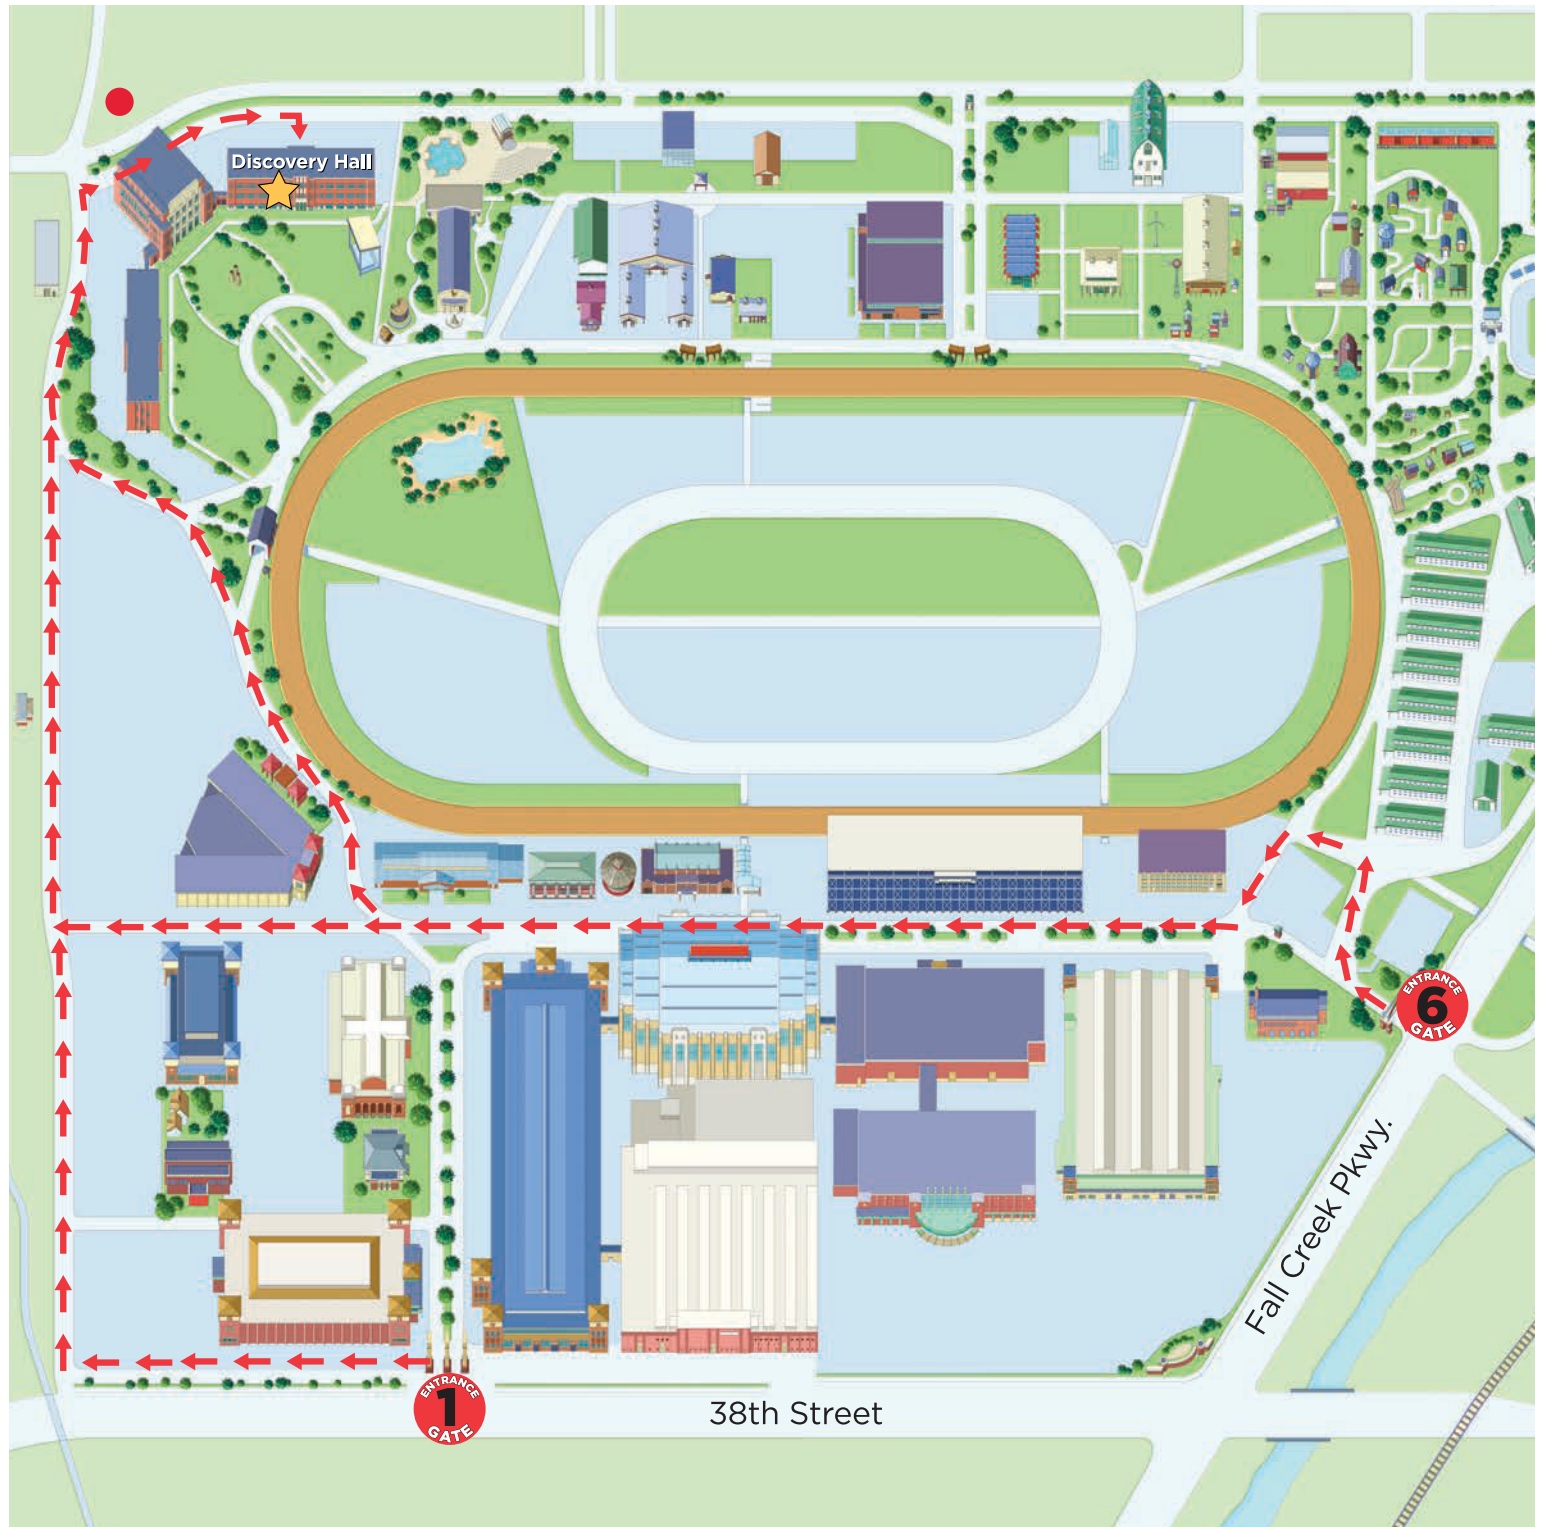 Discovery Hall
ENTRANCE
6
GATE
Fall Creek Pkwy.
ENTRANCE
1
GATE
38th Street